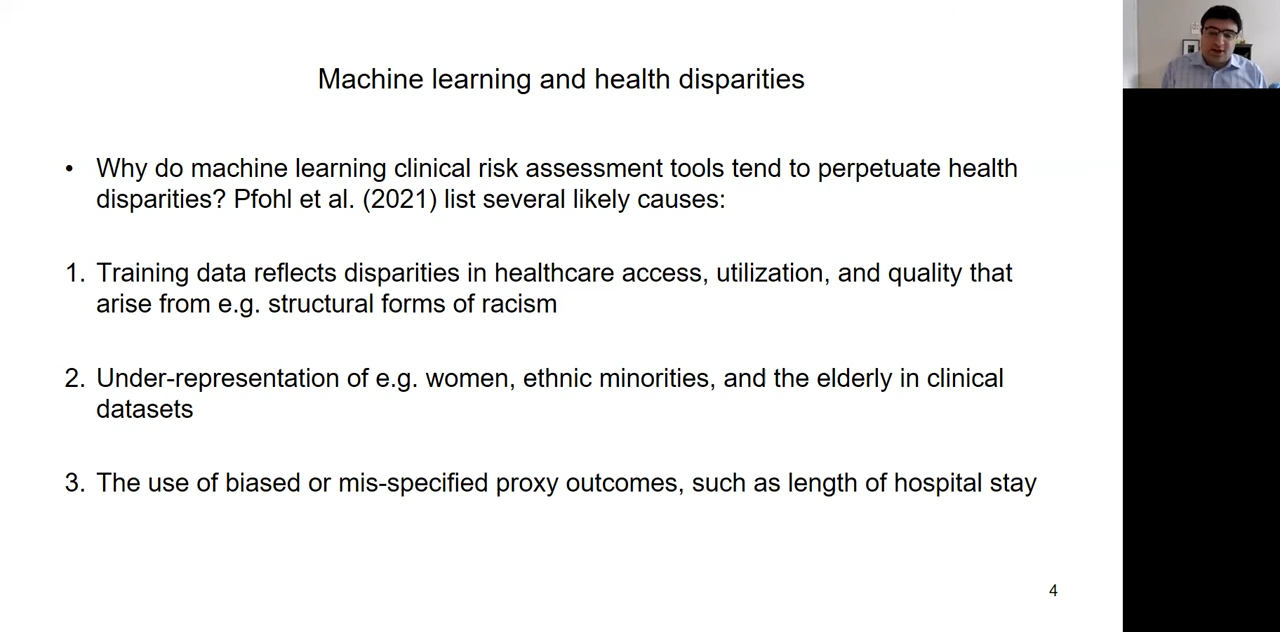 Machine learning and health disparities
• Why do machine learning clinical risk assessment tools tend to perpetuate health
disparities? Pfohl et al. (2021) list several likely causes:
1. Training data reflects disparities in healthcare access, utilization, and quality that
arise from e.g. structural forms of racism
2. Under-representation of e.g. women, ethnic minorities, and the elderly in clinical
datasets
3. The use of biased or mis-specified proxy outcomes, such as length of hospital stay
4